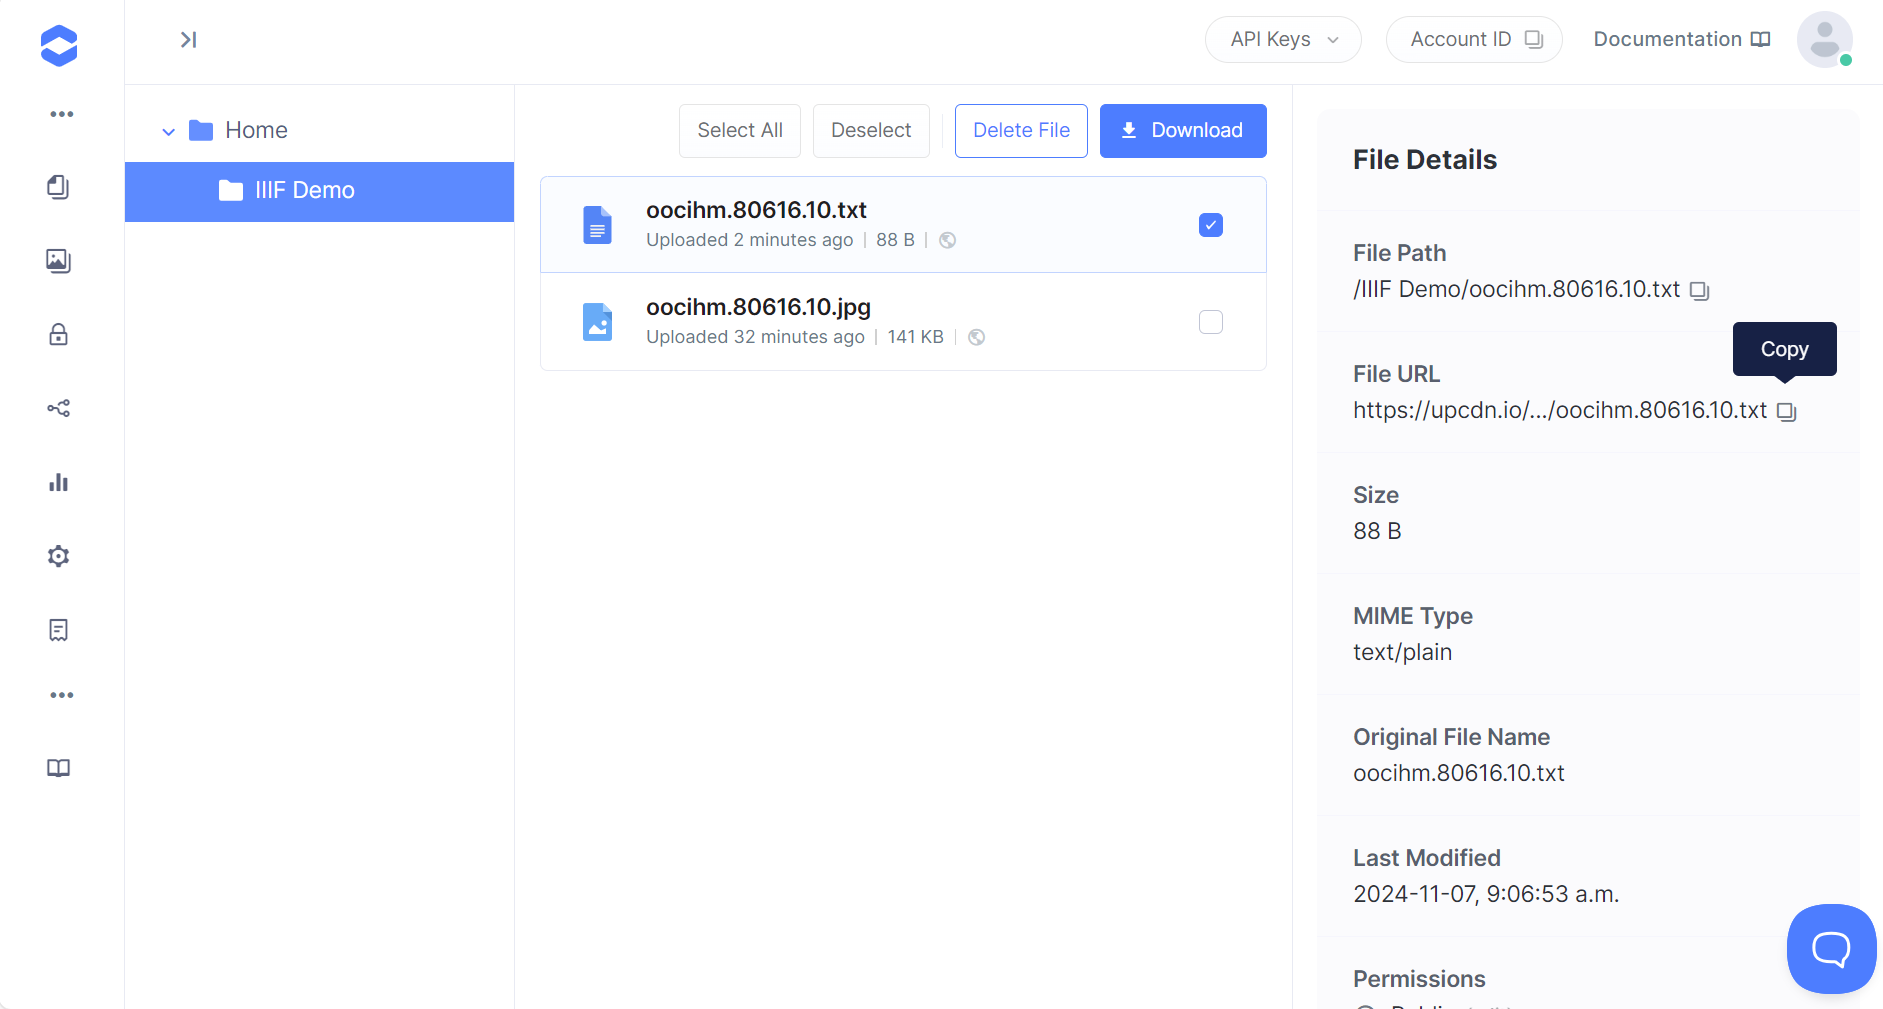 API Keys
Account ID
Documentation
Home
IIIF Demo
Select All
Deselect
Delete File
Download
oocihm.80616.10.txt
Uploaded 2 minutes ago | 88 B |
oocihm.80616.10.jpg
Uploaded 32 minutes ago | 141 KB |
File Details
File Path
/IIIF Demo/oocihm.80616.10.txt
Copy
File URL
https://upcdn.io/.../oocihm.80616.10.txt
Size
88 B
MIME Type
text/plain
Original File Name
oocihm.80616.10.txt
Last Modified
2024-11-07, 9:06:53 a.m.
Permissions